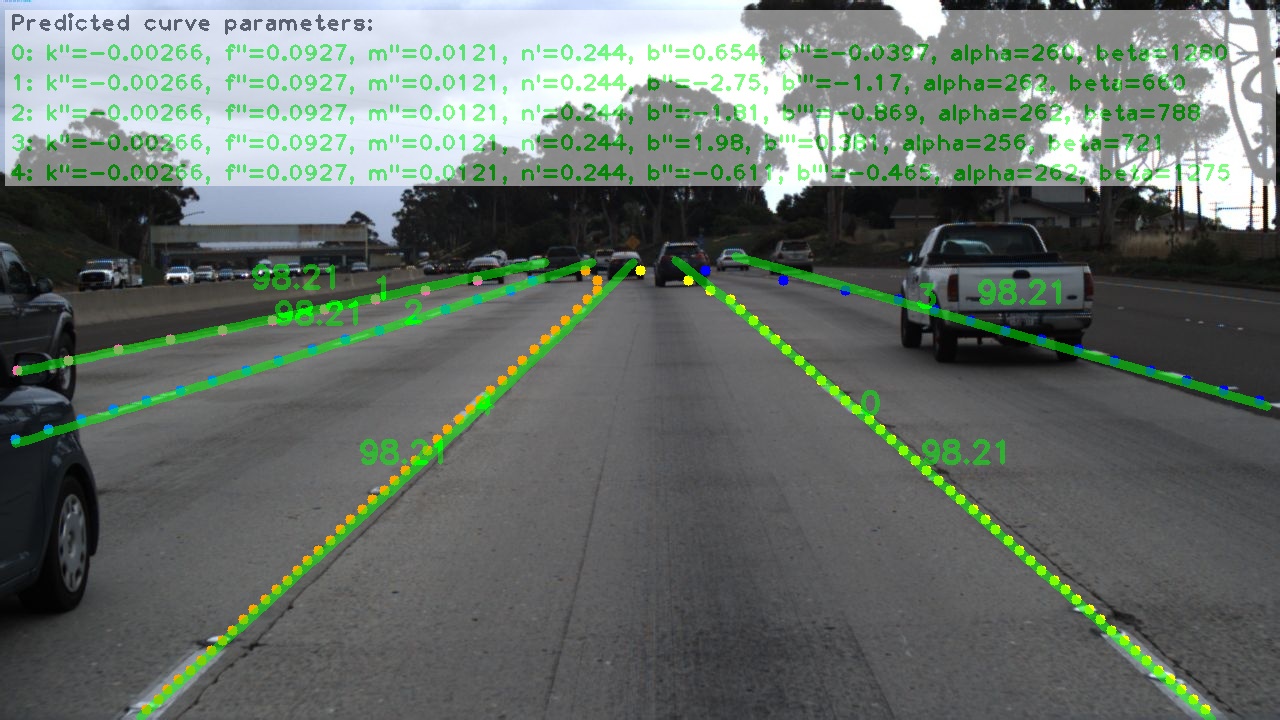 Predicted curve parameters:
0: k''=-0.00266, f''=0.0927, m''=0.0121, n'=0.244, b''=0.654, b'''=-0.0397, alpha=260, beta=1280
1: k''=-0.00266, f''=0.0927, m''=0.0121, n'=0.244, b''=-2.75, b'''=-1.17, alpha=262, beta=660
2: k''=-0.00266, f''=0.0927, m''=0.0121, n'=0.244, b''=-1.81, b'''=-0.869, alpha=262, beta=788
3: k''=-0.00266, f''=0.0927, m''=0.0121, n'=0.244, b''=1.98, b'''=0.381, alpha=256, beta=721
4: k''=-0.00266, f''=0.0927, m''=0.0121, n'=0.244, b''=-0.611, b'''=-0.465, alpha=262, beta=1275
98.21 1
98.21 2
3 98.21
4
0
98.21
98.21